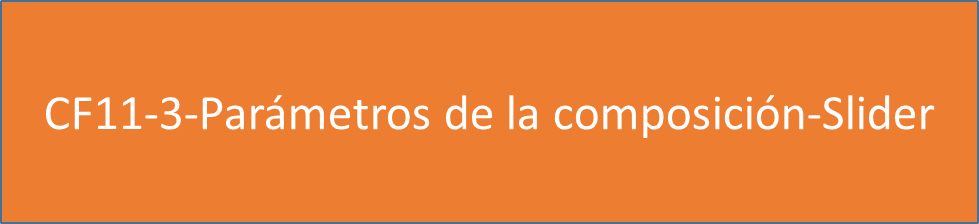 CF11-3-Parámetros de la composición-Slider